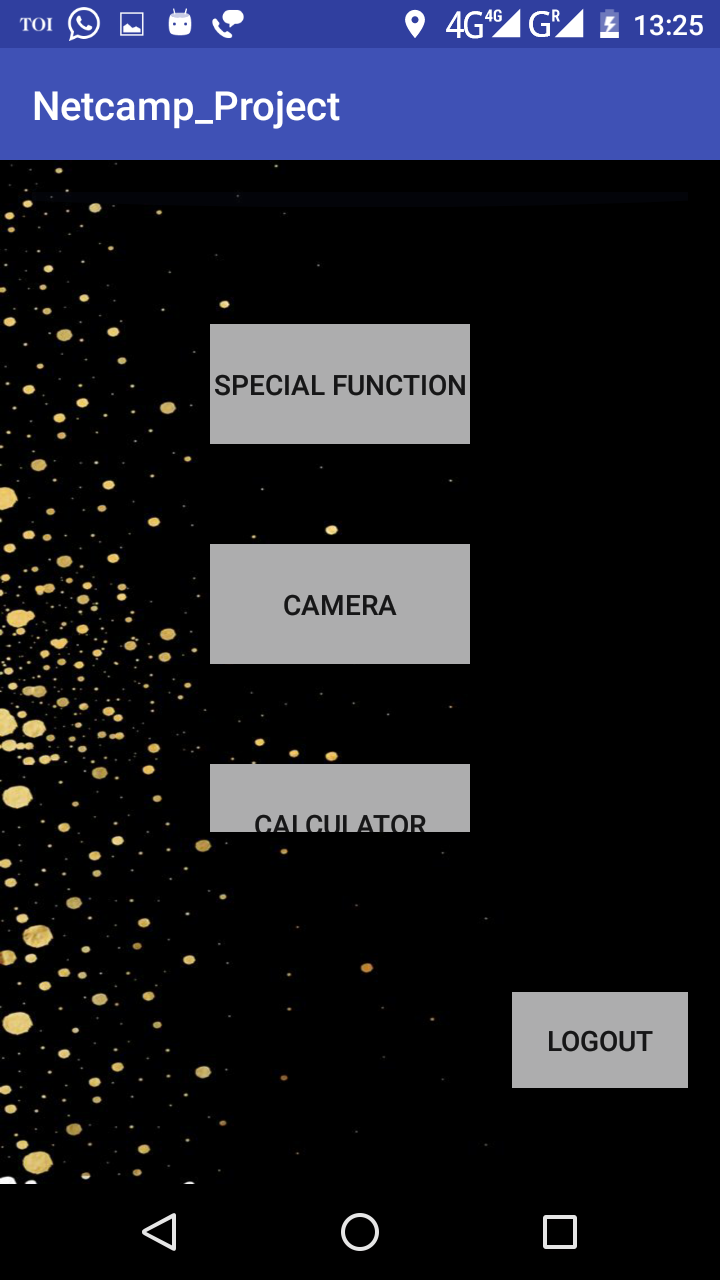 TOI 4G 4G G R 13:25
Netcamp_Project
SPECIAL FUNCTION
CAMERA
CALCULATOR
LOGOUT